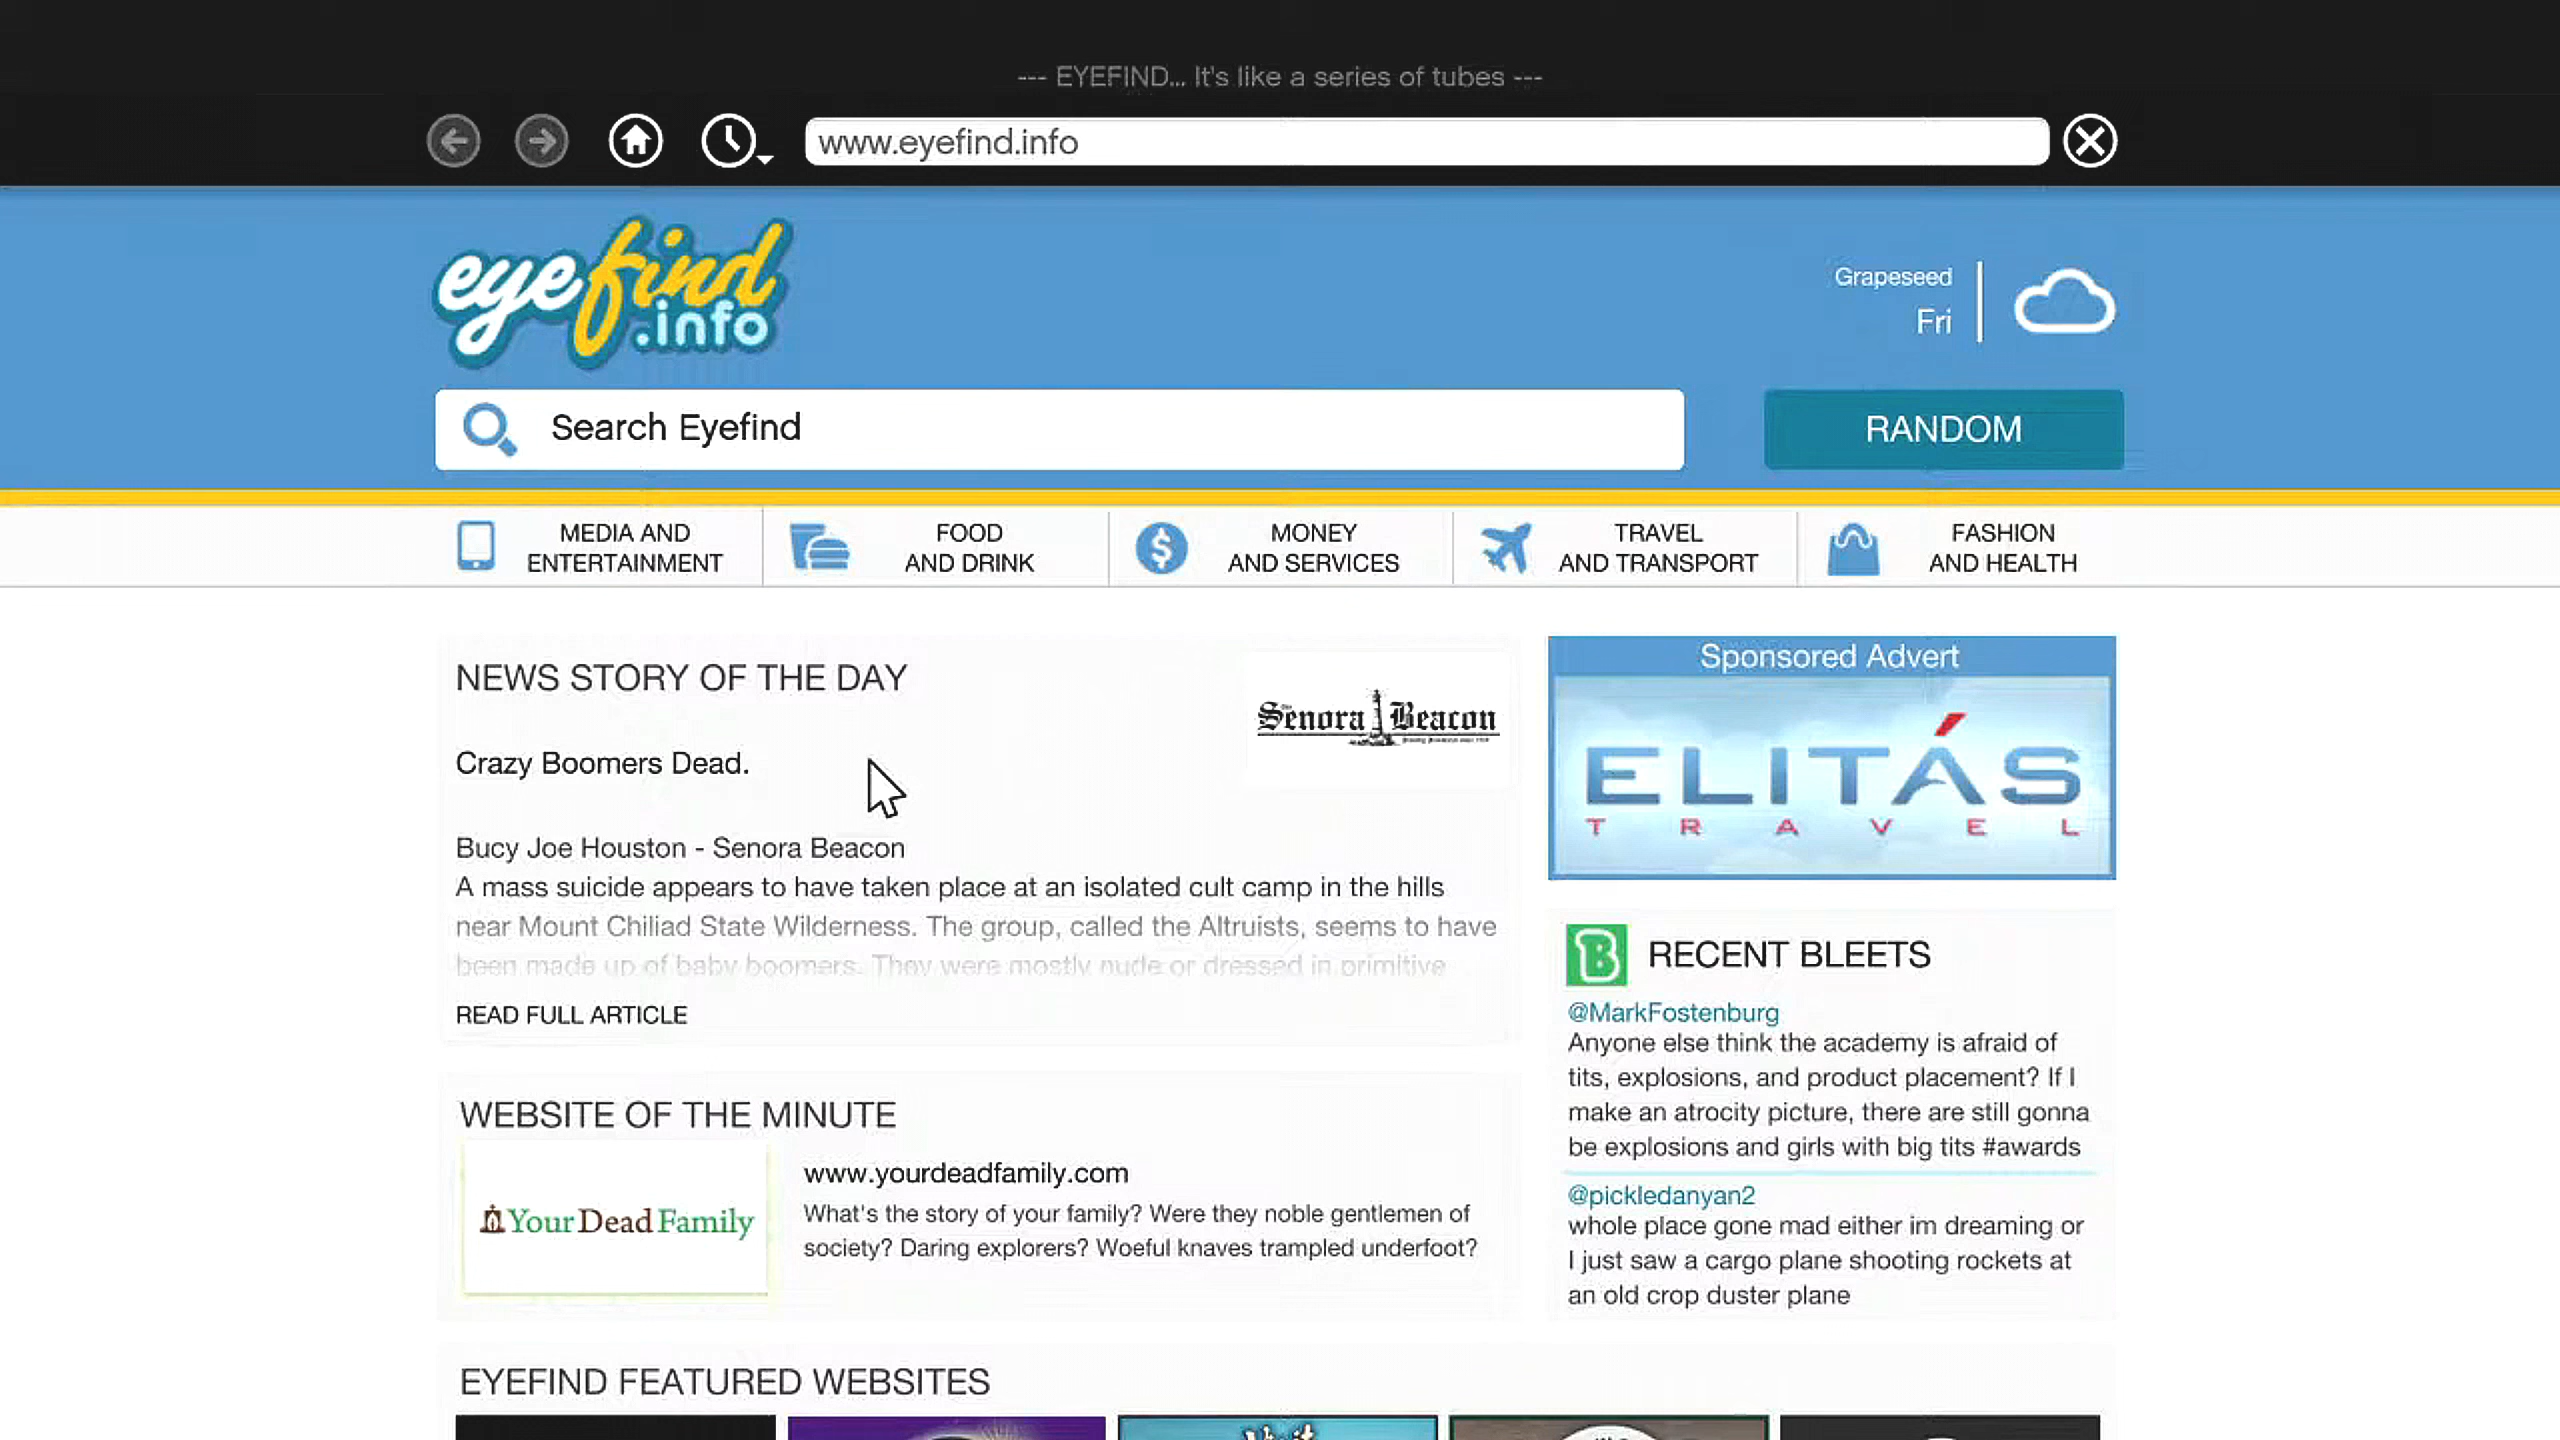 --- EYEFIND... It's like a series of tubes ---
www.eyefind.info
eyefind
.info
Grapeseed
Fri
Search Eyefind
RANDOM
MEDIA AND
ENTERTAINMENT
FOOD
AND DRINK
MONEY
AND SERVICES
TRAVEL
AND TRANSPORT
FASHION
AND HEALTH
NEWS STORY OF THE DAY
Senora Beacon
Crazy Boomers Dead.
Bucy Joe Houston - Senora Beacon
A mass suicide appears to have taken place at an isolated cult camp in the hills
near Mount Chiliad State Wilderness. The group, called the Altruists, seems to have
been made up of baby boomers. They were mostly nude or dressed in primitive
READ FULL ARTICLE
WEBSITE OF THE MINUTE
Your Dead Family
www.yourdeadfamily.com
What's the story of your family? Were they noble gentlemen of
society? Daring explorers? Woeful knaves trampled underfoot?
Sponsored Advert
ELITÁS
TRAVEL
B
RECENT BLEETS
@MarkFostenburg
Anyone else think the academy is afraid of
tits, explosions, and product placement? If I
make an atrocity picture, there are still gonna
be explosions and girls with big tits #awards
@pickledanyan2
whole place gone mad either im dreaming or
I just saw a cargo plane shooting rockets at
an old crop duster plane
EYEFIND FEATURED WEBSITES